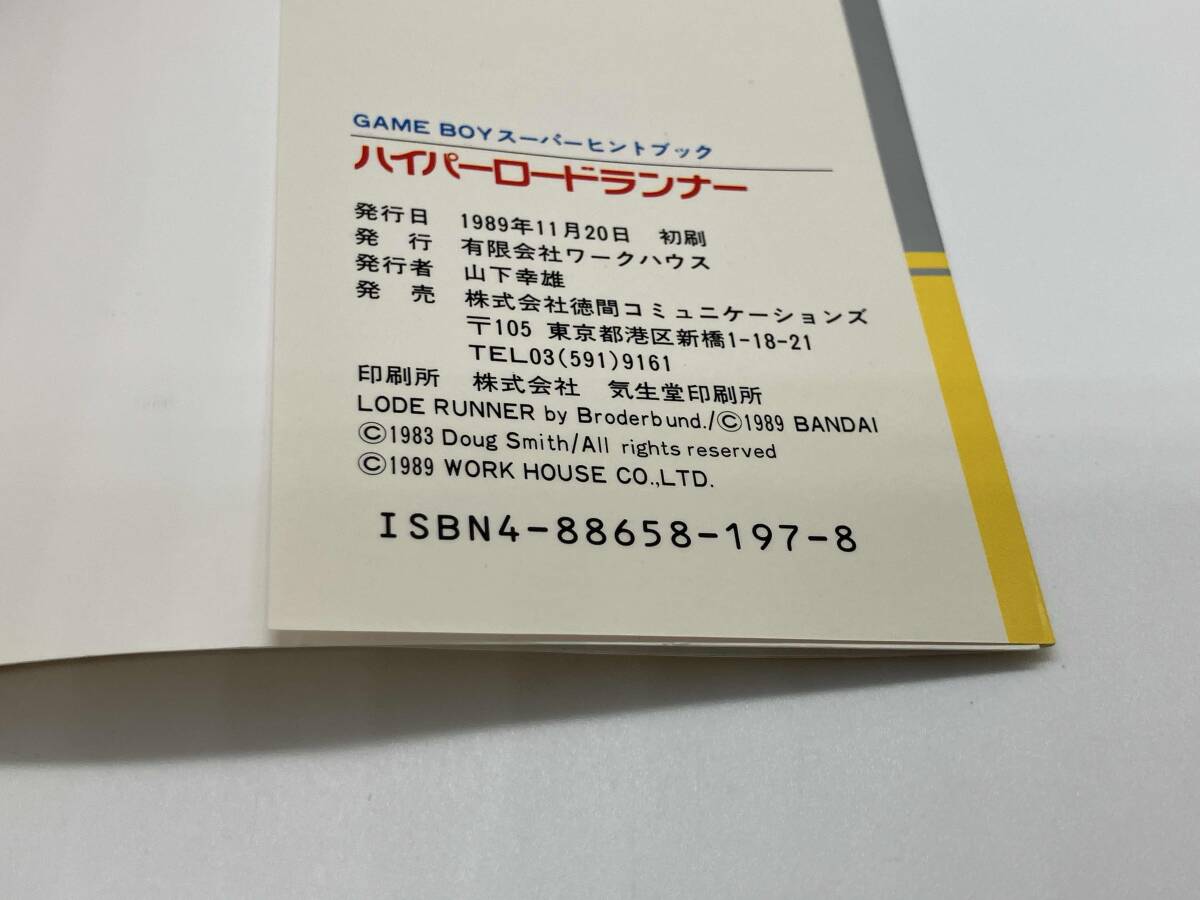 GAME BOYスーパーヒントブック
ハイパーロードランナー
発行日 1989年11月20日 初刷
発 行 有限会社ワークハウス
発行者 山下幸雄
発 売 株式会社徳間コミュニケーションズ
〒105 東京都港区新橋1-18-21
TEL03(591)9161
印刷所 株式会社 気生堂印刷所
LODE RUNNER by Broderbund./©1989 BANDAI
©1983 Doug Smith/All rights reserved
©1989 WORK HOUSE CO.,LTD.
ISBN4-88658-197-8